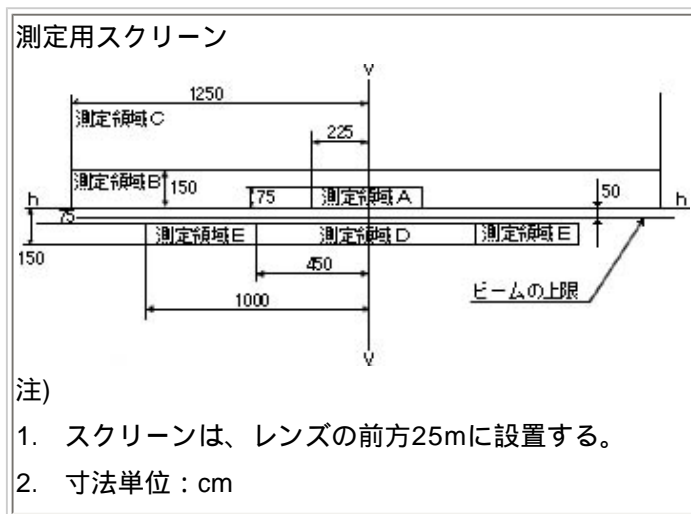 測定用スクリーン
V
1250
測定領域C
225
測定領域B
150
75
測定領域A
50
h
h
75
測定領域E
測定領域D
測定領域E
150
450
1000
ビームの上限
V
注)
1. スクリーンは、レンズの前方25mに設置する。
2. 寸法単位：cm